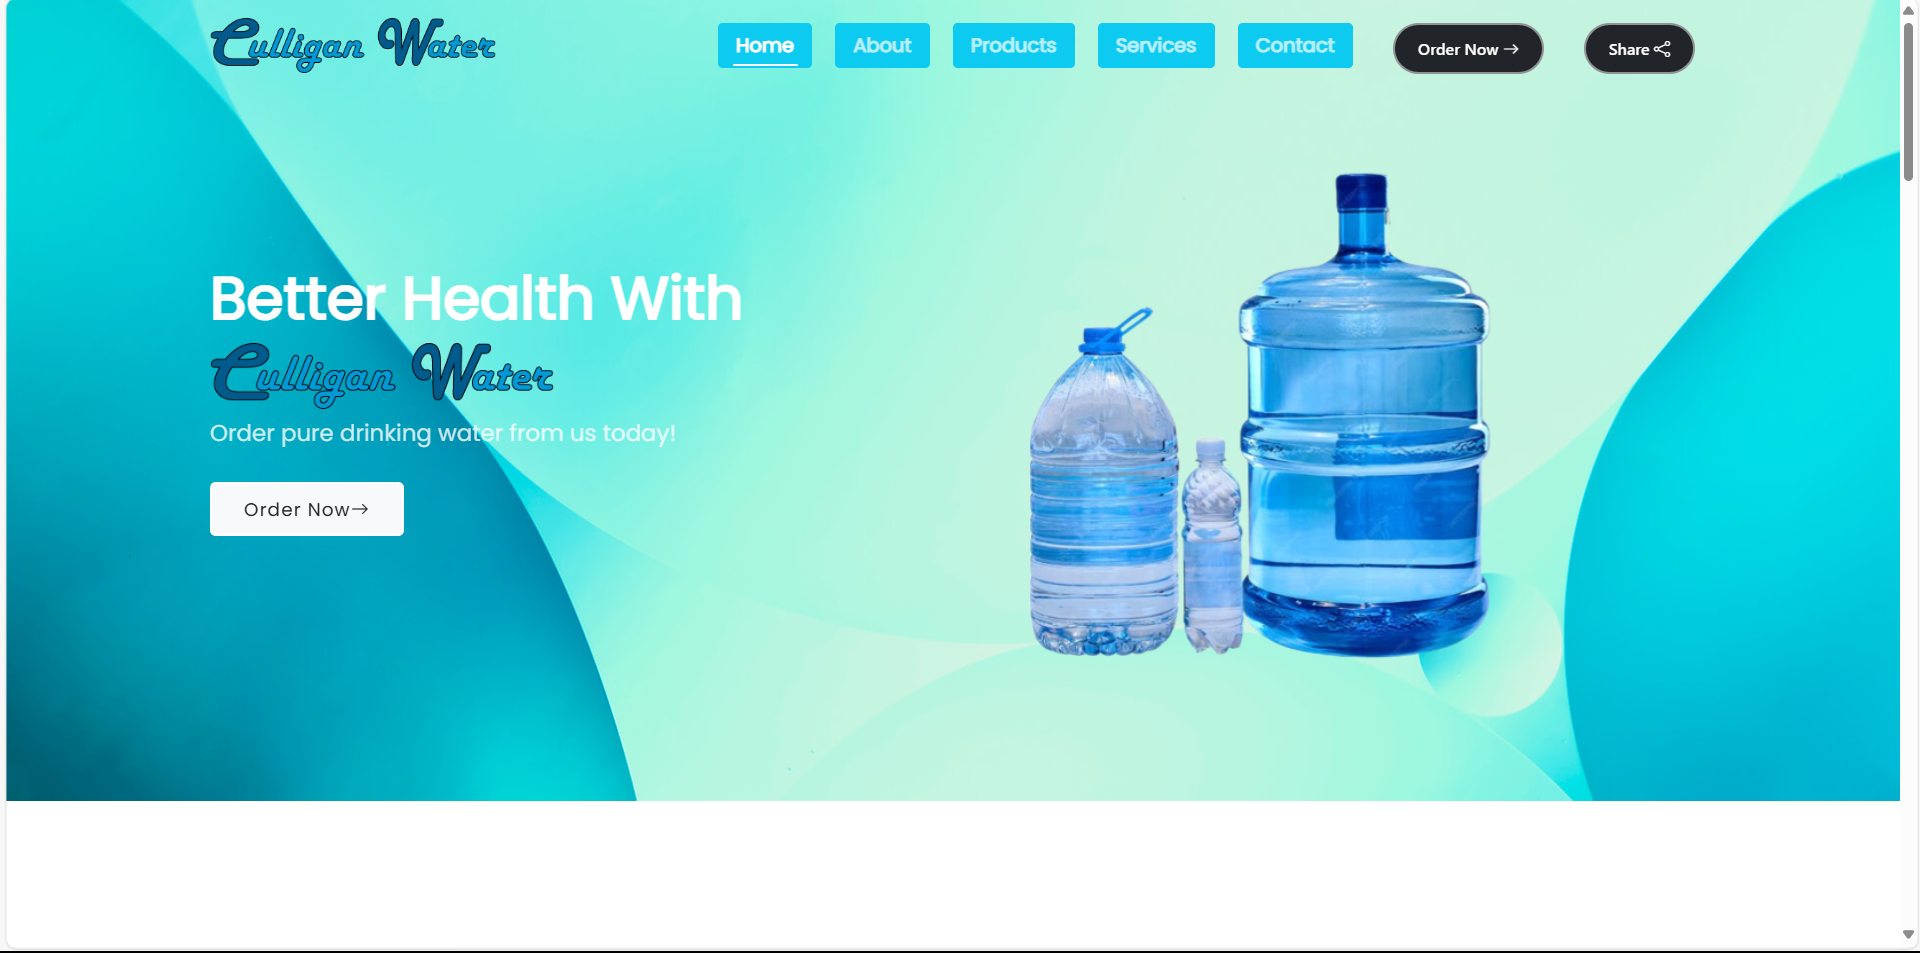 Culligan Water
Home
About
Products
Services
Contact
Order Now
Share
Better Health With
Culligan Water
Order pure drinking water from us today!
Order Now